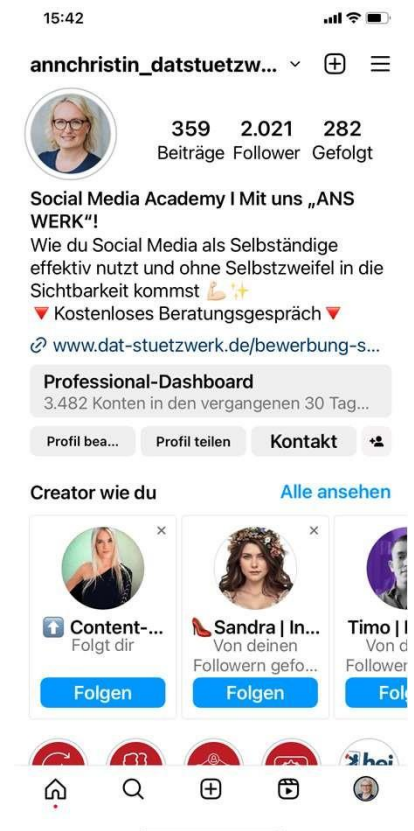 15:42
annchristin_datstuetzw...
359 2.021 282
Beiträge Follower Gefolgt
Social Media Academy I Mit uns „ANS
WERK“!
Wie du Social Media als Selbständige
effektiv nutzt und ohne Selbstzweifel in die
Sichtbarkeit kommst 💪🏻✨
🔻Kostenloses Beratungsgespräch🔻
www.dat-stuetzwerk.de/bewerbung-s...
Professional-Dashboard
3.482 Konten in den vergangenen 30 Tag...
Profil bea... Profil teilen Kontakt
Creator wie du Alle ansehen
⬆️ Content-... 👠Sandra | In... Timo |
Folgt dir Von deinen Von d
Followern gefo... Follower
Folgen Folgen Fol
hei